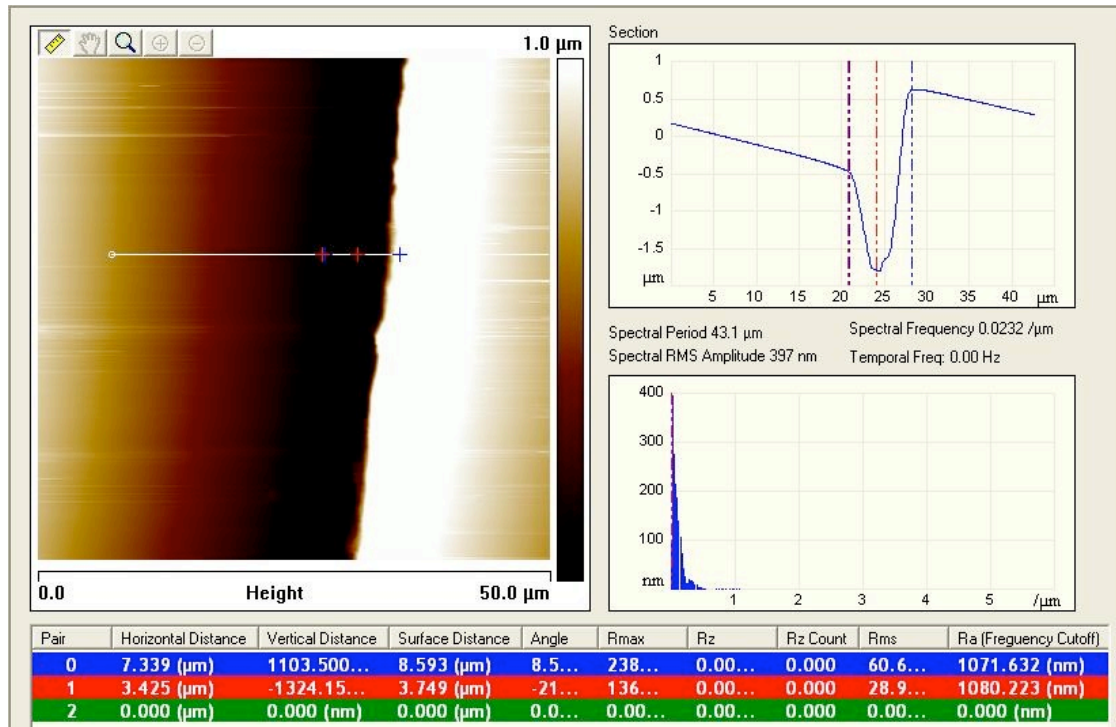 1.0 µm
0.0 Height 50.0 µm
Section
1
0.5
0
-0.5
-1
-1.5
µm
5 10 15 20 25 30 35 40 µm
Spectral Period 43.1 µm Spectral Frequency 0.0232 /µm
Spectral RMS Amplitude 397 nm Temporal Freq: 0.00 Hz
400
300
200
100
nm
1 2 3 4 5 /µm
Pair Horizontal Distance Vertical Distance Surface Distance Angle Rmax Rz Rz Count Rms Ra (Freguency Cutoff)
0 7.339 (µm) 1103.500... 8.593 (µm) 8.5... 238... 0.00... 0.000 60.6... 1071.632 (nm)
1 3.425 (µm) -1324.15... 3.749 (µm) -21... 136... 0.00... 0.000 28.9... 1080.223 (nm)
2 0.000 (µm) 0.000 (nm) 0.000 (µm) 0.0... 0.00... 0.00... 0.000 0.00... 0.000 (nm)